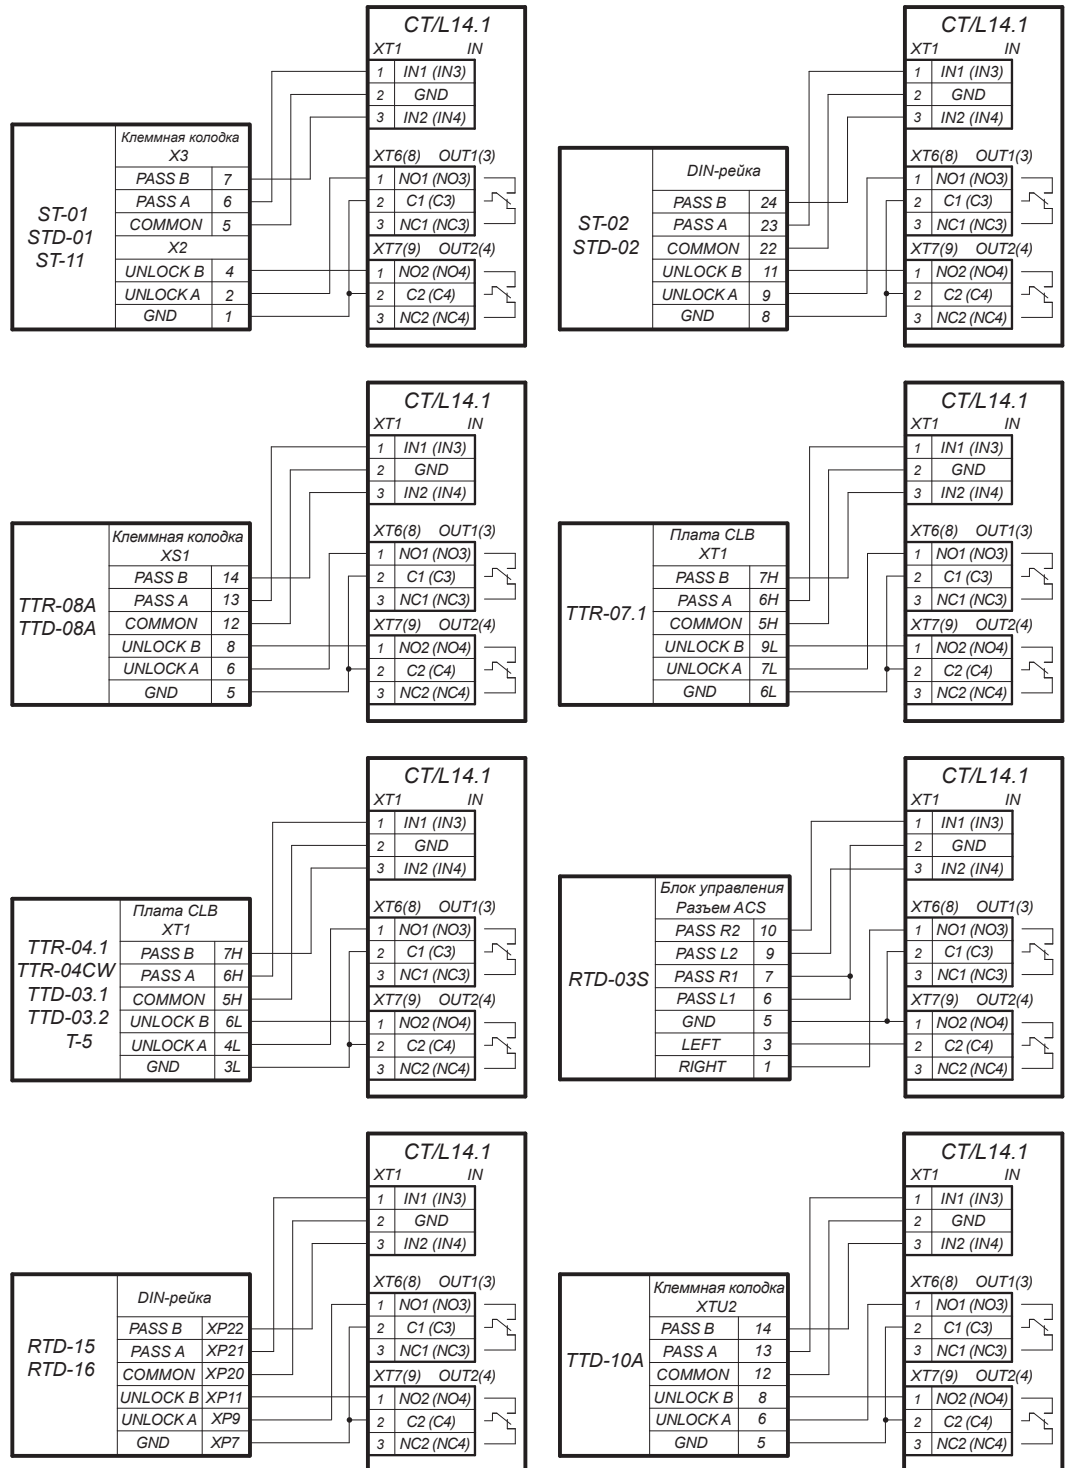 CT/L14.1
XT1 IN
1 IN1 (IN3)
2 GND
3 IN2 (IN4)
XT6(8) OUT1(3)
1 NO1 (NO3)
2 C1 (C3)
3 NC1 (NC3)
XT7(9) OUT2(4)
1 NO2 (NO4)
2 C2 (C4)
3 NC2 (NC4)
ST-01
STD-01
ST-11
Клеммная колодка
X3
PASS B 7
PASS A 6
COMMON 5
X2
UNLOCK B 4
UNLOCK A 2
GND 1
CT/L14.1
XT1 IN
1 IN1 (IN3)
2 GND
3 IN2 (IN4)
XT6(8) OUT1(3)
1 NO1 (NO3)
2 C1 (C3)
3 NC1 (NC3)
XT7(9) OUT2(4)
1 NO2 (NO4)
2 C2 (C4)
3 NC2 (NC4)
ST-02
STD-02
DIN-рейка
PASS B 24
PASS A 23
COMMON 22
UNLOCK B 11
UNLOCK A 9
GND 8
CT/L14.1
XT1 IN
1 IN1 (IN3)
2 GND
3 IN2 (IN4)
XT6(8) OUT1(3)
1 NO1 (NO3)
2 C1 (C3)
3 NC1 (NC3)
XT7(9) OUT2(4)
1 NO2 (NO4)
2 C2 (C4)
3 NC2 (NC4)
TTR-08A
TTD-08A
Клеммная колодка
XS1
PASS B 14
PASS A 13
COMMON 12
UNLOCK B 8
UNLOCK A 6
GND 5
CT/L14.1
XT1 IN
1 IN1 (IN3)
2 GND
3 IN2 (IN4)
XT6(8) OUT1(3)
1 NO1 (NO3)
2 C1 (C3)
3 NC1 (NC3)
XT7(9) OUT2(4)
1 NO2 (NO4)
2 C2 (C4)
3 NC2 (NC4)
TTR-07.1
Плата CLB
XT1
PASS B 7H
PASS A 6H
COMMON 5H
UNLOCK B 9L
UNLOCK A 7L
GND 6L
CT/L14.1
XT1 IN
1 IN1 (IN3)
2 GND
3 IN2 (IN4)
XT6(8) OUT1(3)
1 NO1 (NO3)
2 C1 (C3)
3 NC1 (NC3)
XT7(9) OUT2(4)
1 NO2 (NO4)
2 C2 (C4)
3 NC2 (NC4)
TTR-04.1
TTR-04CW
TTD-03.1
TTD-03.2
T-5
Плата CLB
XT1
PASS B 7H
PASS A 6H
COMMON 5H
UNLOCK B 6L
UNLOCK A 4L
GND 3L
CT/L14.1
XT1 IN
1 IN1 (IN3)
2 GND
3 IN2 (IN4)
XT6(8) OUT1(3)
1 NO1 (NO3)
2 C1 (C3)
3 NC1 (NC3)
XT7(9) OUT2(4)
1 NO2 (NO4)
2 C2 (C4)
3 NC2 (NC4)
RTD-03S
Блок управления
Разъем ACS
PASS R2 10
PASS L2 9
PASS R1 7
PASS L1 6
GND 5
LEFT 3
RIGHT 1
CT/L14.1
XT1 IN
1 IN1 (IN3)
2 GND
3 IN2 (IN4)
XT6(8) OUT1(3)
1 NO1 (NO3)
2 C1 (C3)
3 NC1 (NC3)
XT7(9) OUT2(4)
1 NO2 (NO4)
2 C2 (C4)
3 NC2 (NC4)
RTD-15
RTD-16
DIN-рейка
PASS B XP22
PASS A XP21
COMMON XP20
UNLOCK B XP11
UNLOCK A XP9
GND XP7
CT/L14.1
XT1 IN
1 IN1 (IN3)
2 GND
3 IN2 (IN4)
XT6(8) OUT1(3)
1 NO1 (NO3)
2 C1 (C3)
3 NC1 (NC3)
XT7(9) OUT2(4)
1 NO2 (NO4)
2 C2 (C4)
3 NC2 (NC4)
TTD-10A
Клеммная колодка
XTU2
PASS B 14
PASS A 13
COMMON 12
UNLOCK B 8
UNLOCK A 6
GND 5